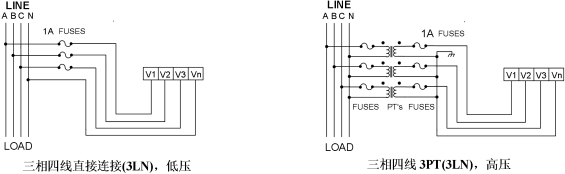 LINE
A B C N
1A FUSES
V1 V2 V3 Vn
LOAD
三相四线直接连接(3LN)，低压
LINE
A B C N
1A FUSES
V1 V2 V3 Vn
FUSES PT's FUSES
LOAD
三相四线 3PT(3LN)，高压